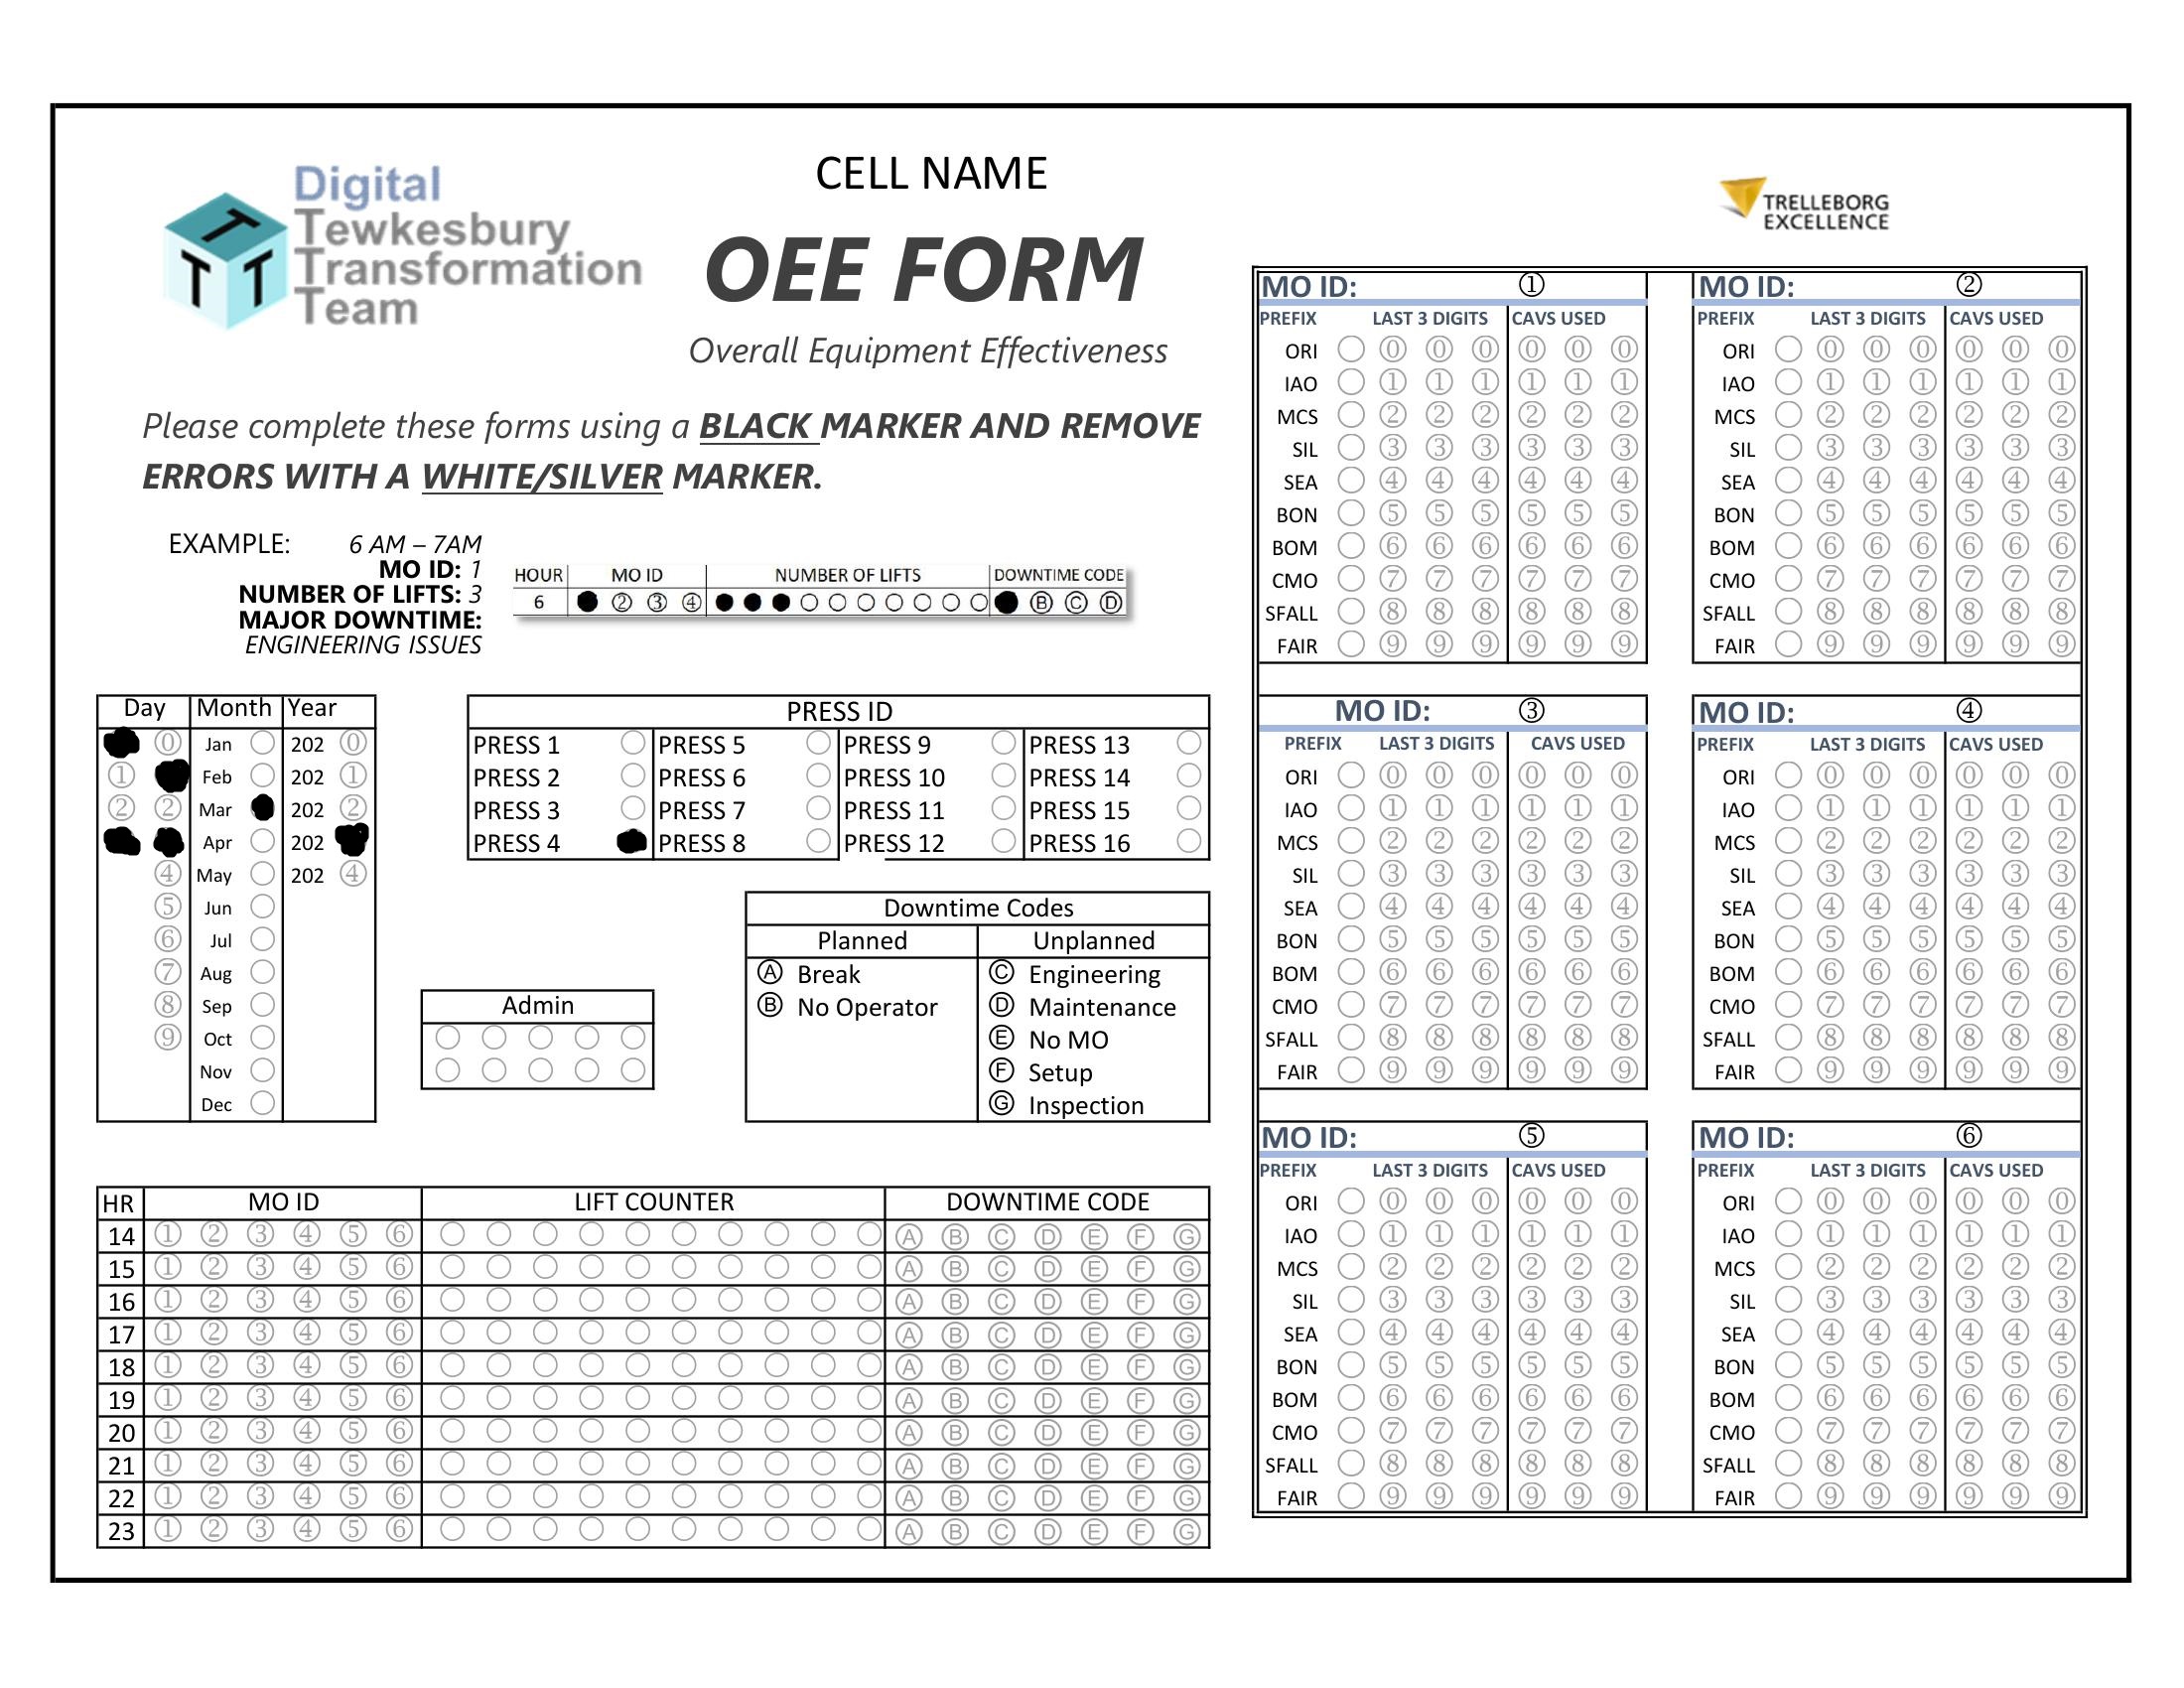 CELL NAME
Digital
Tewkesbury
Transformation
Team
T T T
OEE FORM
Overall Equipment Effectiveness
TRELLEBORG
EXCELLENCE
Please complete these forms using a BLACK MARKER AND REMOVE
ERRORS WITH A WHITE/SILVER MARKER.
EXAMPLE: 6 AM – 7AM
MO ID: 1
NUMBER OF LIFTS: 3
MAJOR DOWNTIME:
ENGINEERING ISSUES
HOUR MO ID NUMBER OF LIFTS DOWNTIME CODE
6 ② ③ ④ Ⓑ Ⓒ Ⓓ
Day Month Year
⓪ Jan 202 ⓪
① Feb 202 ①
② ② Mar 202 ②
Apr 202
④ May 202 ④
⑤ Jun
⑥ Jul
⑦ Aug
⑧ Sep
⑨ Oct
Nov
Dec
PRESS ID
PRESS 1 PRESS 5 PRESS 9 PRESS 13
PRESS 2 PRESS 6 PRESS 10 PRESS 14
PRESS 3 PRESS 7 PRESS 11 PRESS 15
PRESS 4 PRESS 8 PRESS 12 PRESS 16
Admin
Downtime Codes
Planned Unplanned
Ⓐ Break Ⓒ Engineering
Ⓑ No Operator Ⓓ Maintenance
Ⓔ No MO
Ⓕ Setup
Ⓖ Inspection
HR MO ID LIFT COUNTER DOWNTIME CODE
14 ① ② ③ ④ ⑤ ⑥ Ⓐ Ⓑ Ⓒ Ⓓ Ⓔ Ⓕ Ⓖ
15 ① ② ③ ④ ⑤ ⑥ Ⓐ Ⓑ Ⓒ Ⓓ Ⓔ Ⓕ Ⓖ
16 ① ② ③ ④ ⑤ ⑥ Ⓐ Ⓑ Ⓒ Ⓓ Ⓔ Ⓕ Ⓖ
17 ① ② ③ ④ ⑤ ⑥ Ⓐ Ⓑ Ⓒ Ⓓ Ⓔ Ⓕ Ⓖ
18 ① ② ③ ④ ⑤ ⑥ Ⓐ Ⓑ Ⓒ Ⓓ Ⓔ Ⓕ Ⓖ
19 ① ② ③ ④ ⑤ ⑥ Ⓐ Ⓑ Ⓒ Ⓓ Ⓔ Ⓕ Ⓖ
20 ① ② ③ ④ ⑤ ⑥ Ⓐ Ⓑ Ⓒ Ⓓ Ⓔ Ⓕ Ⓖ
21 ① ② ③ ④ ⑤ ⑥ Ⓐ Ⓑ Ⓒ Ⓓ Ⓔ Ⓕ Ⓖ
22 ① ② ③ ④ ⑤ ⑥ Ⓐ Ⓑ Ⓒ Ⓓ Ⓔ Ⓕ Ⓖ
23 ① ② ③ ④ ⑤ ⑥ Ⓐ Ⓑ Ⓒ Ⓓ Ⓔ Ⓕ Ⓖ
MO ID: ①
PREFIX LAST 3 DIGITS CAVS USED
ORI ⓪ ⓪ ⓪ ⓪ ⓪ ⓪
IAO ① ① ① ① ① ①
MCS ② ② ② ② ② ②
SIL ③ ③ ③ ③ ③ ③
SEA ④ ④ ④ ④ ④ ④
BON ⑤ ⑤ ⑤ ⑤ ⑤ ⑤
BOM ⑥ ⑥ ⑥ ⑥ ⑥ ⑥
CMO ⑦ ⑦ ⑦ ⑦ ⑦ ⑦
SFALL ⑧ ⑧ ⑧ ⑧ ⑧ ⑧
FAIR ⑨ ⑨ ⑨ ⑨ ⑨ ⑨
MO ID: ②
PREFIX LAST 3 DIGITS CAVS USED
ORI ⓪ ⓪ ⓪ ⓪ ⓪ ⓪
IAO ① ① ① ① ① ①
MCS ② ② ② ② ② ②
SIL ③ ③ ③ ③ ③ ③
SEA ④ ④ ④ ④ ④ ④
BON ⑤ ⑤ ⑤ ⑤ ⑤ ⑤
BOM ⑥ ⑥ ⑥ ⑥ ⑥ ⑥
CMO ⑦ ⑦ ⑦ ⑦ ⑦ ⑦
SFALL ⑧ ⑧ ⑧ ⑧ ⑧ ⑧
FAIR ⑨ ⑨ ⑨ ⑨ ⑨ ⑨
MO ID: ③
PREFIX LAST 3 DIGITS CAVS USED
ORI ⓪ ⓪ ⓪ ⓪ ⓪ ⓪
IAO ① ① ① ① ① ①
MCS ② ② ② ② ② ②
SIL ③ ③ ③ ③ ③ ③
SEA ④ ④ ④ ④ ④ ④
BON ⑤ ⑤ ⑤ ⑤ ⑤ ⑤
BOM ⑥ ⑥ ⑥ ⑥ ⑥ ⑥
CMO ⑦ ⑦ ⑦ ⑦ ⑦ ⑦
SFALL ⑧ ⑧ ⑧ ⑧ ⑧ ⑧
FAIR ⑨ ⑨ ⑨ ⑨ ⑨ ⑨
MO ID: ④
PREFIX LAST 3 DIGITS CAVS USED
ORI ⓪ ⓪ ⓪ ⓪ ⓪ ⓪
IAO ① ① ① ① ① ①
MCS ② ② ② ② ② ②
SIL ③ ③ ③ ③ ③ ③
SEA ④ ④ ④ ④ ④ ④
BON ⑤ ⑤ ⑤ ⑤ ⑤ ⑤
BOM ⑥ ⑥ ⑥ ⑥ ⑥ ⑥
CMO ⑦ ⑦ ⑦ ⑦ ⑦ ⑦
SFALL ⑧ ⑧ ⑧ ⑧ ⑧ ⑧
FAIR ⑨ ⑨ ⑨ ⑨ ⑨ ⑨
MO ID: ⑤
PREFIX LAST 3 DIGITS CAVS USED
ORI ⓪ ⓪ ⓪ ⓪ ⓪ ⓪
IAO ① ① ① ① ① ①
MCS ② ② ② ② ② ②
SIL ③ ③ ③ ③ ③ ③
SEA ④ ④ ④ ④ ④ ④
BON ⑤ ⑤ ⑤ ⑤ ⑤ ⑤
BOM ⑥ ⑥ ⑥ ⑥ ⑥ ⑥
CMO ⑦ ⑦ ⑦ ⑦ ⑦ ⑦
SFALL ⑧ ⑧ ⑧ ⑧ ⑧ ⑧
FAIR ⑨ ⑨ ⑨ ⑨ ⑨ ⑨
MO ID: ⑥
PREFIX LAST 3 DIGITS CAVS USED
ORI ⓪ ⓪ ⓪ ⓪ ⓪ ⓪
IAO ① ① ① ① ① ①
MCS ② ② ② ② ② ②
SIL ③ ③ ③ ③ ③ ③
SEA ④ ④ ④ ④ ④ ④
BON ⑤ ⑤ ⑤ ⑤ ⑤ ⑤
BOM ⑥ ⑥ ⑥ ⑥ ⑥ ⑥
CMO ⑦ ⑦ ⑦ ⑦ ⑦ ⑦
SFALL ⑧ ⑧ ⑧ ⑧ ⑧ ⑧
FAIR ⑨ ⑨ ⑨ ⑨ ⑨ ⑨